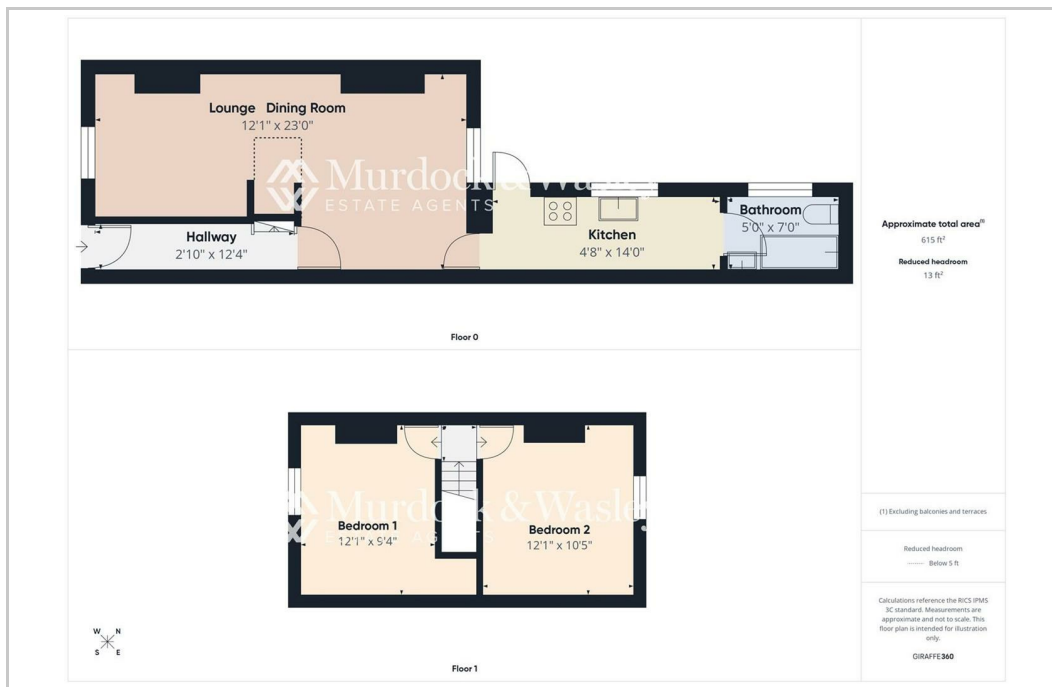 Lounge Dining Room
12'1" x 23'0"
Murdock & Wasley
ESTATE AGENTS
Hallway
2'10" x 12'4"
Kitchen
4'8" x 14'0"
Bathroom
5'0" x 7'0"
Floor 0
Murdock & Wasley
ESTATE AGENTS
Bedroom 1
12'1" x 9'4"
Bedroom 2
12'1" x 10'5"
W N
S E
Floor 1
Approximate total area(1)
615 ft²
Reduced headroom
13 ft²
(1) Excluding balconies and terraces
Reduced headroom
Below 5 ft
Calculations reference the RICS IPMS
3C standard. Measurements are
approximate and not to scale. This
floor plan is intended for illustration
only.
GIRAFFE360